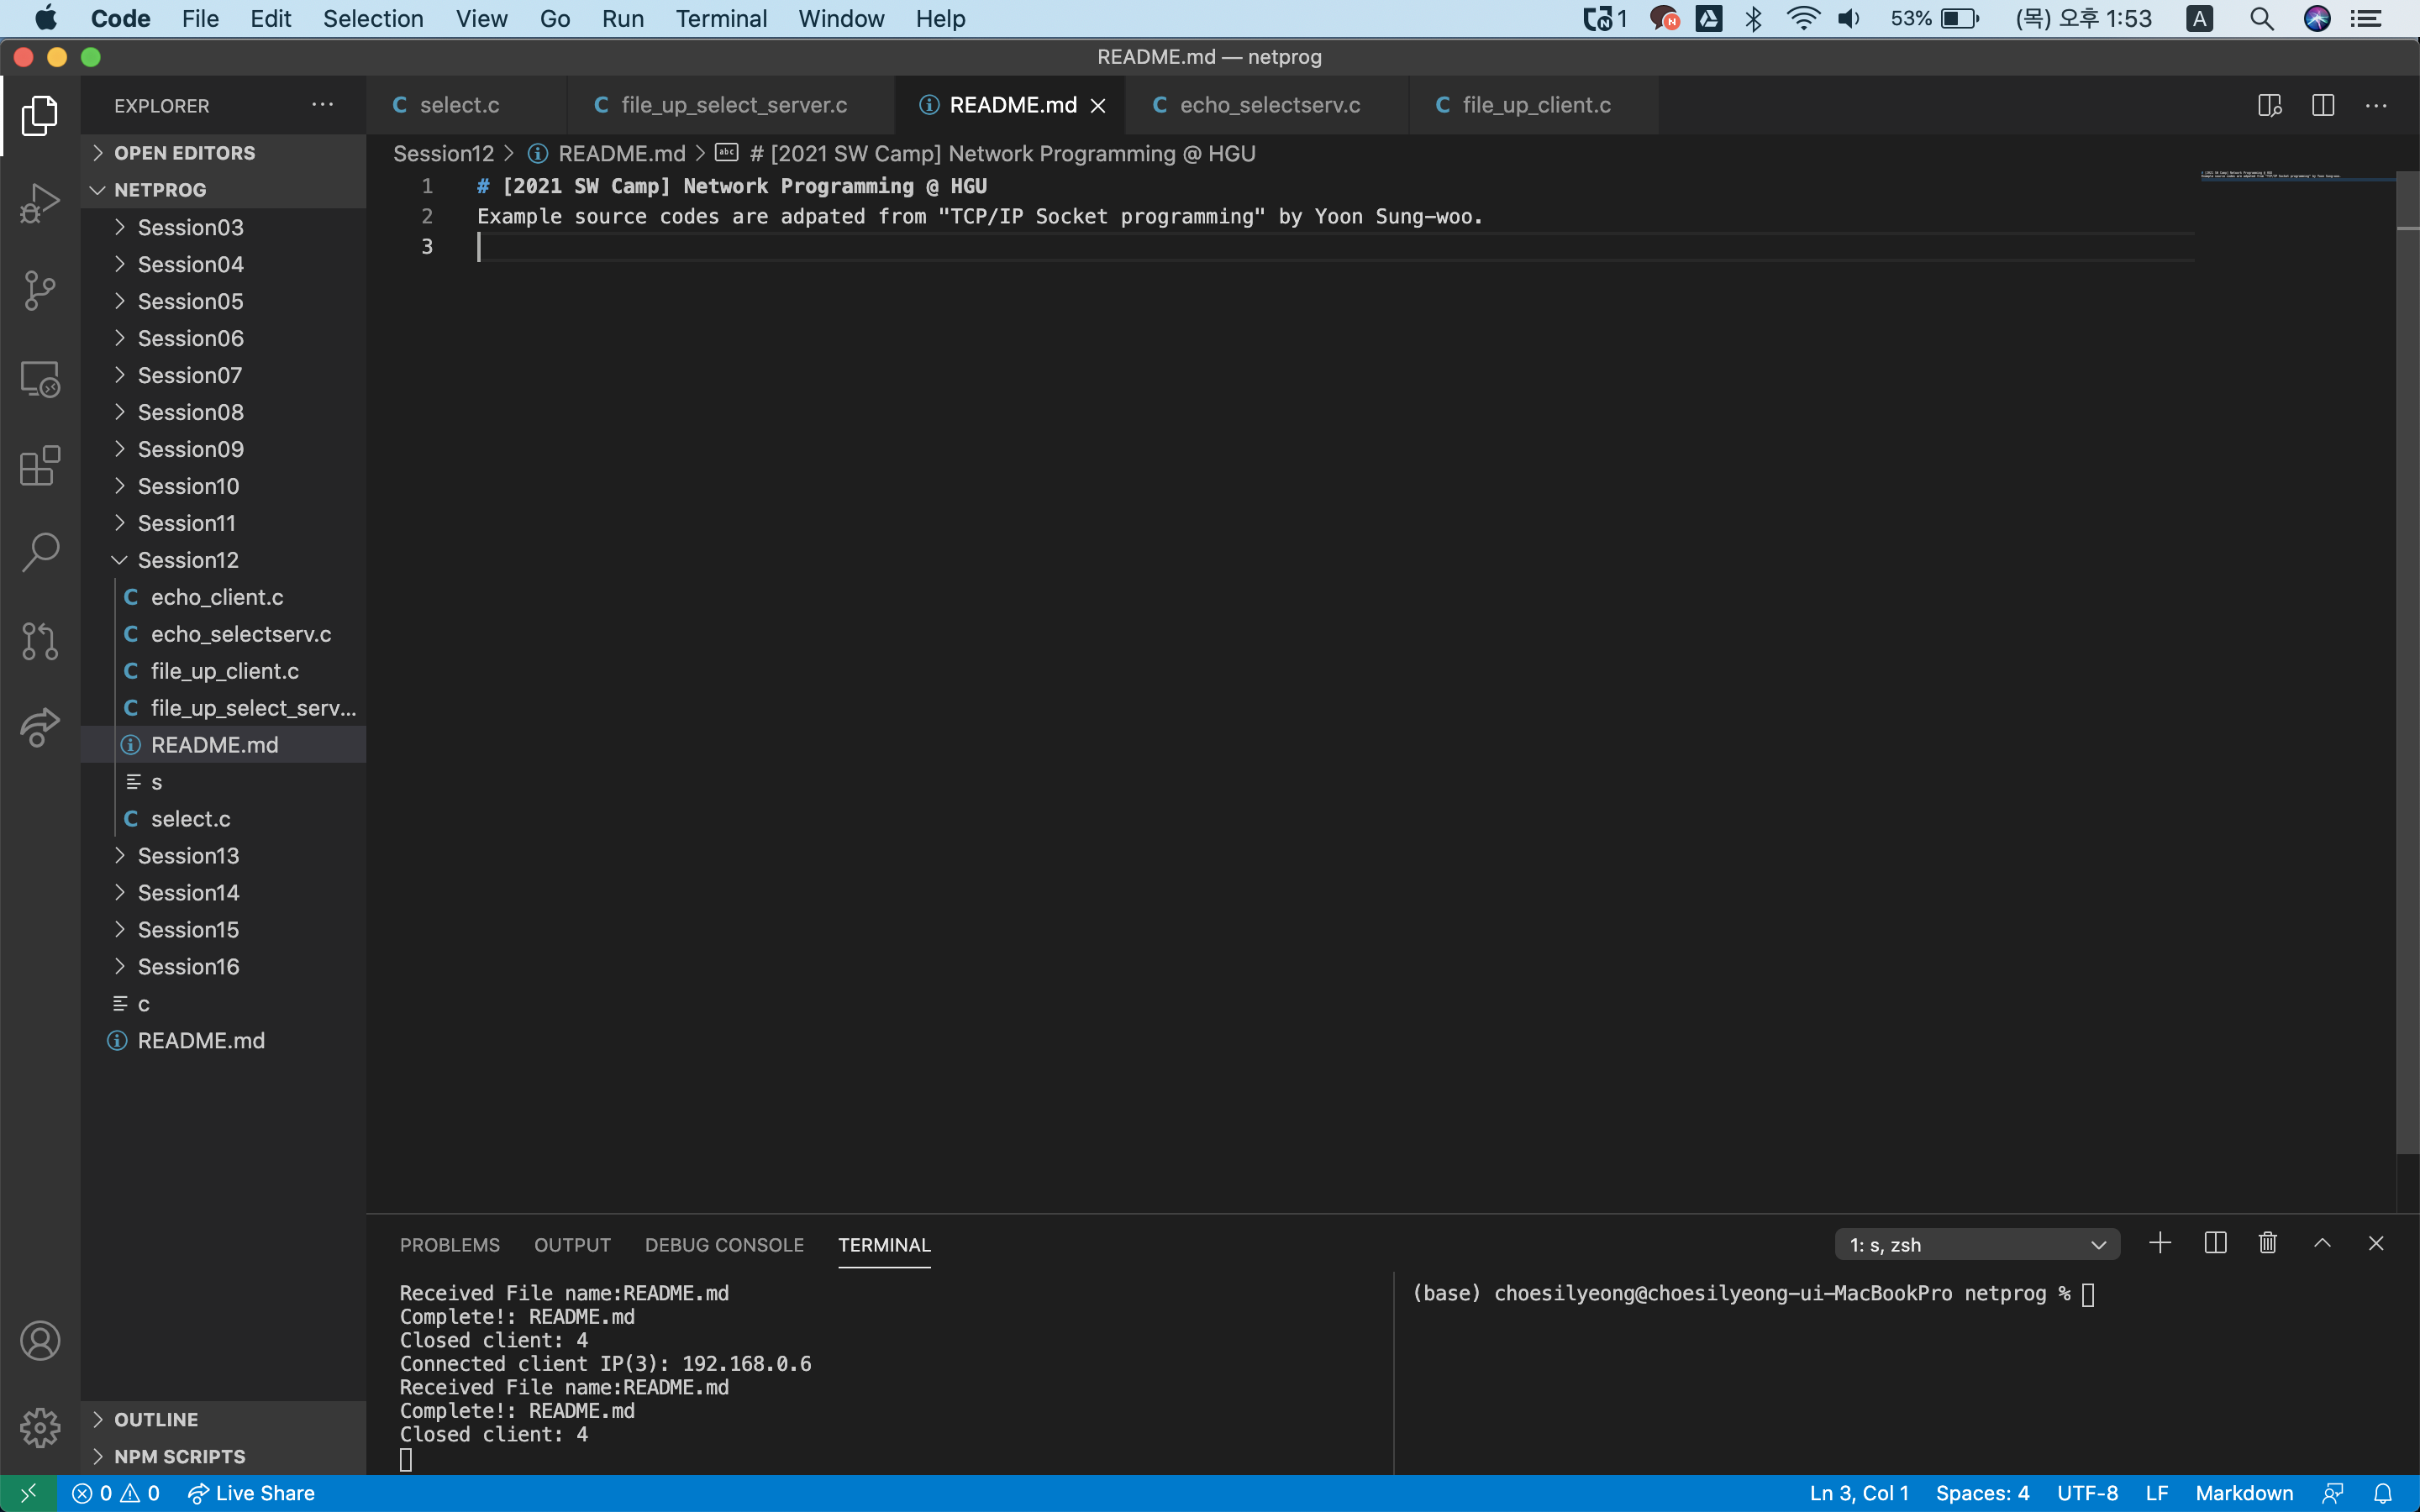 Code File Edit Selection View Go Run Terminal Window Help 1 53% (목) 오후 1:53 A
README.md — netprog
EXPLORER
select.c file_up_select_server.c README.md echo_selectserv.c file_up_client.c
OPEN EDITORS
NETPROG
Session03
Session04
Session05
Session06
Session07
Session08
Session09
Session10
Session11
Session12
C echo_client.c
C echo_selectserv.c
C file_up_client.c
C file_up_select_serv...
README.md
s
C select.c
Session13
Session14
Session15
Session16
c
README.md
OUTLINE
NPM SCRIPTS
Session12 > README.md > abc # [2021 SW Camp] Network Programming @ HGU
1 # [2021 SW Camp] Network Programming @ HGU
2 Example source codes are adpated from "TCP/IP Socket programming" by Yoon Sung-woo.
3
PROBLEMS OUTPUT DEBUG CONSOLE TERMINAL 1: s, zsh
Received File name:README.md
Complete!: README.md
Closed client: 4
Connected client IP(3): 192.168.0.6
Received File name:README.md
Complete!: README.md
Closed client: 4
(base) choesilyeong@choesilyeong-ui-MacBookPro netprog %
0 0 Live Share Ln 3, Col 1 Spaces: 4 UTF-8 LF Markdown